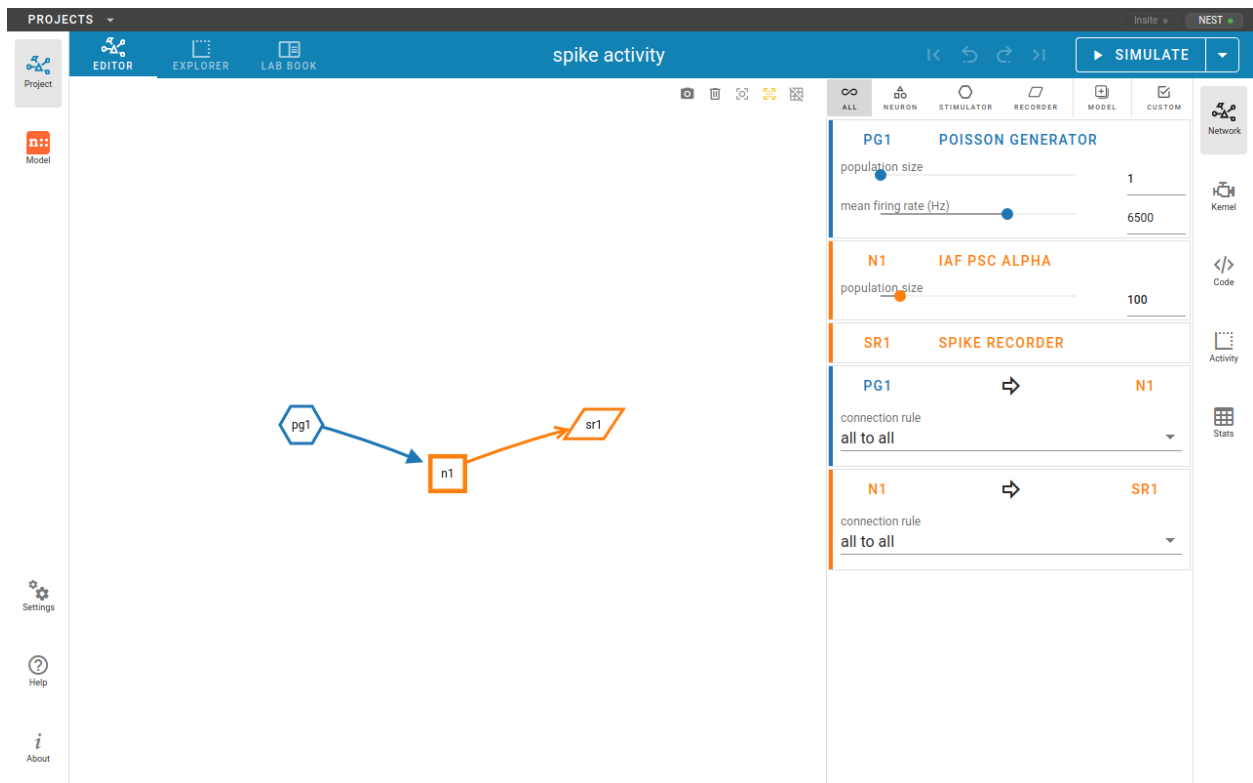 PROJECTS
Insite
NEST
Project
EDITOR
EXPLORER
LAB BOOK
spike activity
SIMULATE
n::
Model
ALL
NEURON
STIMULATOR
RECORDER
MODEL
CUSTOM
PG1 POISSON GENERATOR
population size
1
mean firing rate (Hz)
6500
N1 IAF PSC ALPHA
population size
100
SR1 SPIKE RECORDER
PG1 N1
connection rule
all to all
N1 SR1
connection rule
all to all
pg1
sr1
n1
Network
Kernel
</>
Code
Activity
Stats
Settings
?
Help
i
About